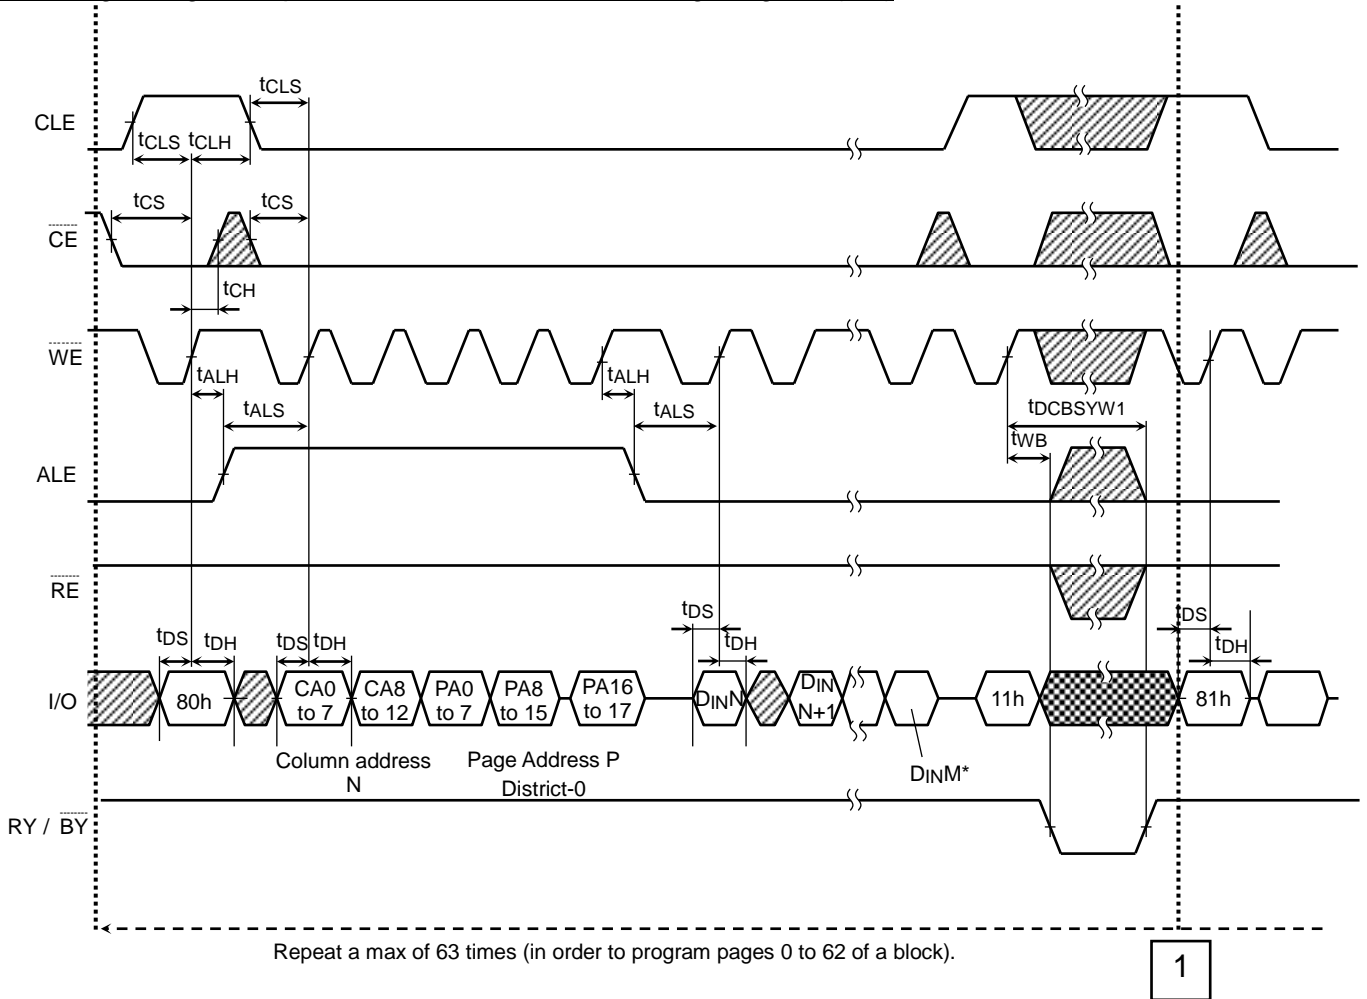 tCLS
CLE
tCLS tCLH
tCS tCS
CE
tCH
WE
tALH tALH
tALS tALS tDCBSYW1
tWB
ALE
RE
tDS tDH tDS tDH tDS tDH tDS tDH
I/O
80h
CA0 to 7
CA8 to 12
PA0 to 7
PA8 to 15
PA16 to 17
DINN
DIN N+1
11h
81h
Column address N
Page Address P District-0
DINM*
RY / BY
Repeat a max of 63 times (in order to program pages 0 to 62 of a block).
1